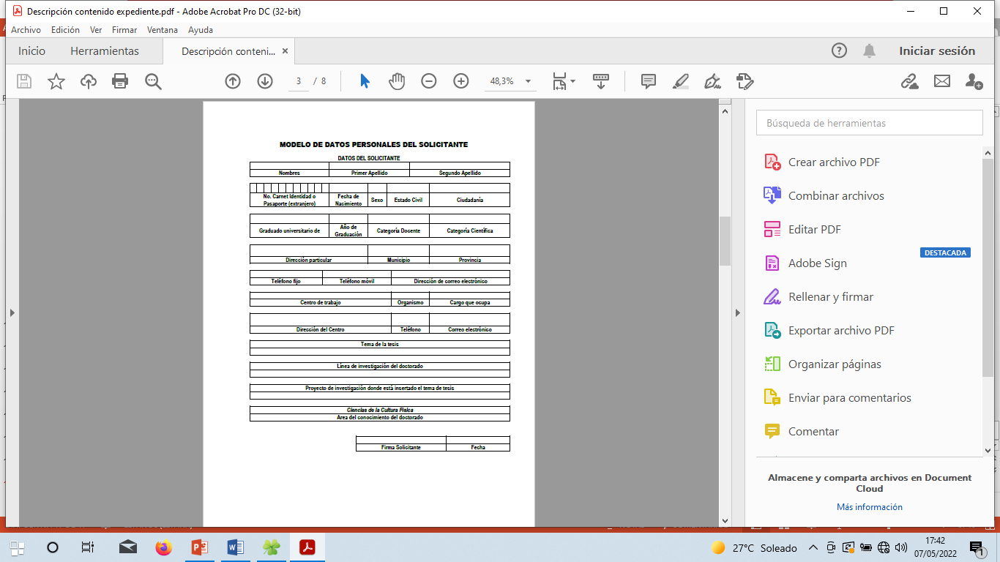 Descripción contenido expediente.pdf - Adobe Acrobat Pro DC (32-bit)
Archivo Edición Ver Firmar Ventana Ayuda
Inicio Herramientas Descripción conteni... × Iniciar sesión
3 / 8 48,3%
MODELO DE DATOS PERSONALES DEL SOLICITANTE
DATOS DEL SOLICITANTE
Nombres Primer Apellido Segundo Apellido
No. Carnet Identidad o Pasaporte (extranjero) Fecha de Nacimiento Sexo Estado Civil Ciudadanía
Graduado universitario de Año de Graduación Categoría Docente Categoría Científica
Dirección particular Municipio Provincia
Teléfono fijo Teléfono móvil Dirección de correo electrónico
Centro de trabajo Organismo Cargo que ocupa
Dirección del Centro Teléfono Correo electrónico
Tema de la tesis
Línea de investigación del doctorado
Proyecto de investigación donde está insertado el tema de tesis
Ciencias de la Cultura Física
Área del conocimiento del doctorado
Firma Solicitante Fecha
Búsqueda de herramientas
Crear archivo PDF
Combinar archivos
Editar PDF
DESTACADA
Adobe Sign
Rellenar y firmar
Exportar archivo PDF
Organizar páginas
Enviar para comentarios
Comentar
Almacene y comparta archivos en Document
Cloud
Más información
27°C Soleado
17:42
07/05/2022
1